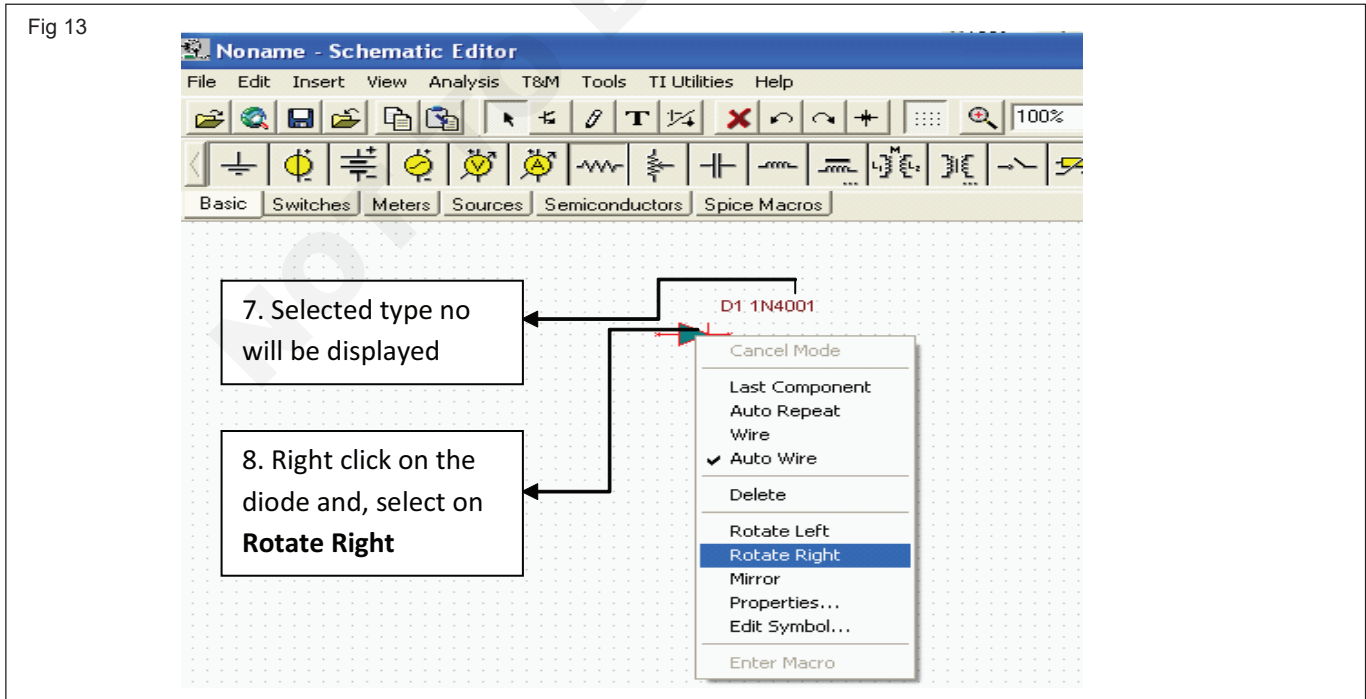 Fig 13
Noname - Schematic Editor
File Edit Insert View Analysis T&M Tools TI Utilities Help
T 100%
Basic Switches Meters Sources Semiconductors Spice Macros
7. Selected type no
will be displayed
D1 1N4001
8. Right click on the
diode and, select on
Rotate Right
Cancel Mode
Last Component
Auto Repeat
Wire
Auto Wire
Delete
Rotate Left
Rotate Right
Mirror
Properties...
Edit Symbol...
Enter Macro